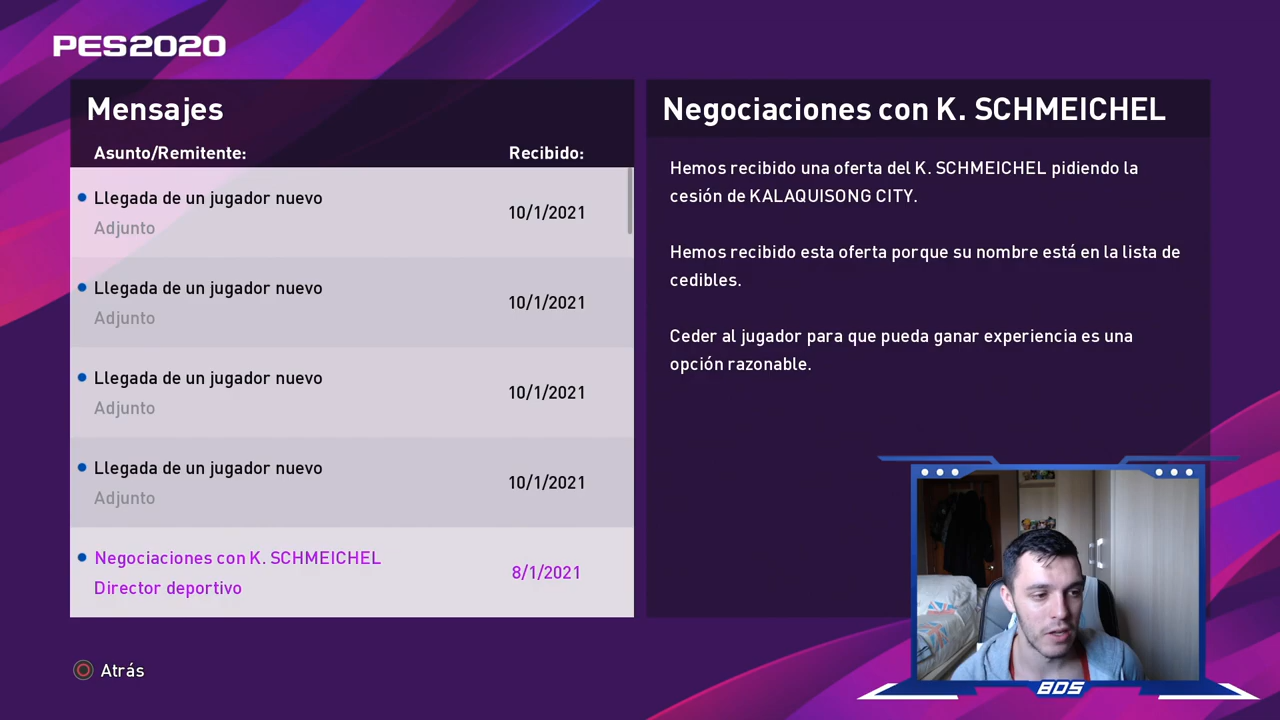 PES2020
Mensajes
Asunto/Remitente: Recibido:
Llegada de un jugador nuevo
Adjunto
10/1/2021
Llegada de un jugador nuevo
Adjunto
10/1/2021
Llegada de un jugador nuevo
Adjunto
10/1/2021
Llegada de un jugador nuevo
Adjunto
10/1/2021
Negociaciones con K. SCHMEICHEL
Director deportivo
8/1/2021
Negociaciones con K. SCHMEICHEL
Hemos recibido una oferta del K. SCHMEICHEL pidiendo la
cesión de KALAQUISONG CITY.
Hemos recibido esta oferta porque su nombre está en la lista de
cedibles.
Ceder al jugador para que pueda ganar experiencia es una
opción razonable.
Atrás
BDS